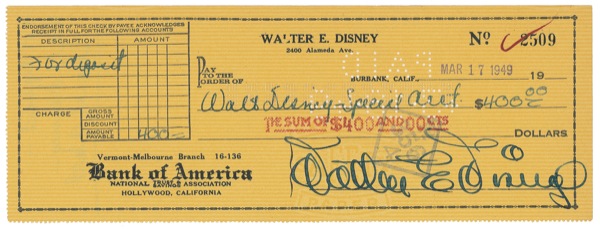 ENDORSEMENT OF THIS CHECK BY PAYEE ACKNOWLEDGES
RECEIPT IN FULL FOR THE FOLLOWING ACCOUNTS
DESCRIPTION AMOUNT
For deposit
CHARGE
GROSS AMOUNT
DISCOUNT
AMOUNT PAYABLE 400—
WALTER E. DISNEY
2400 Alameda Ave.
No 2509
PAID
BURBANK, CALIF. MAR 17 1949 19
PAY TO THE ORDER OF Walt Disney Special Acct $400 00
THE SUM OF $400 AND 00 CTS
DOLLARS
Vermont-Melbourne Branch 16-136
Bank of America
NATIONAL TRUST & SAVINGS ASSOCIATION
HOLLYWOOD, CALIFORNIA
Walter E Disney